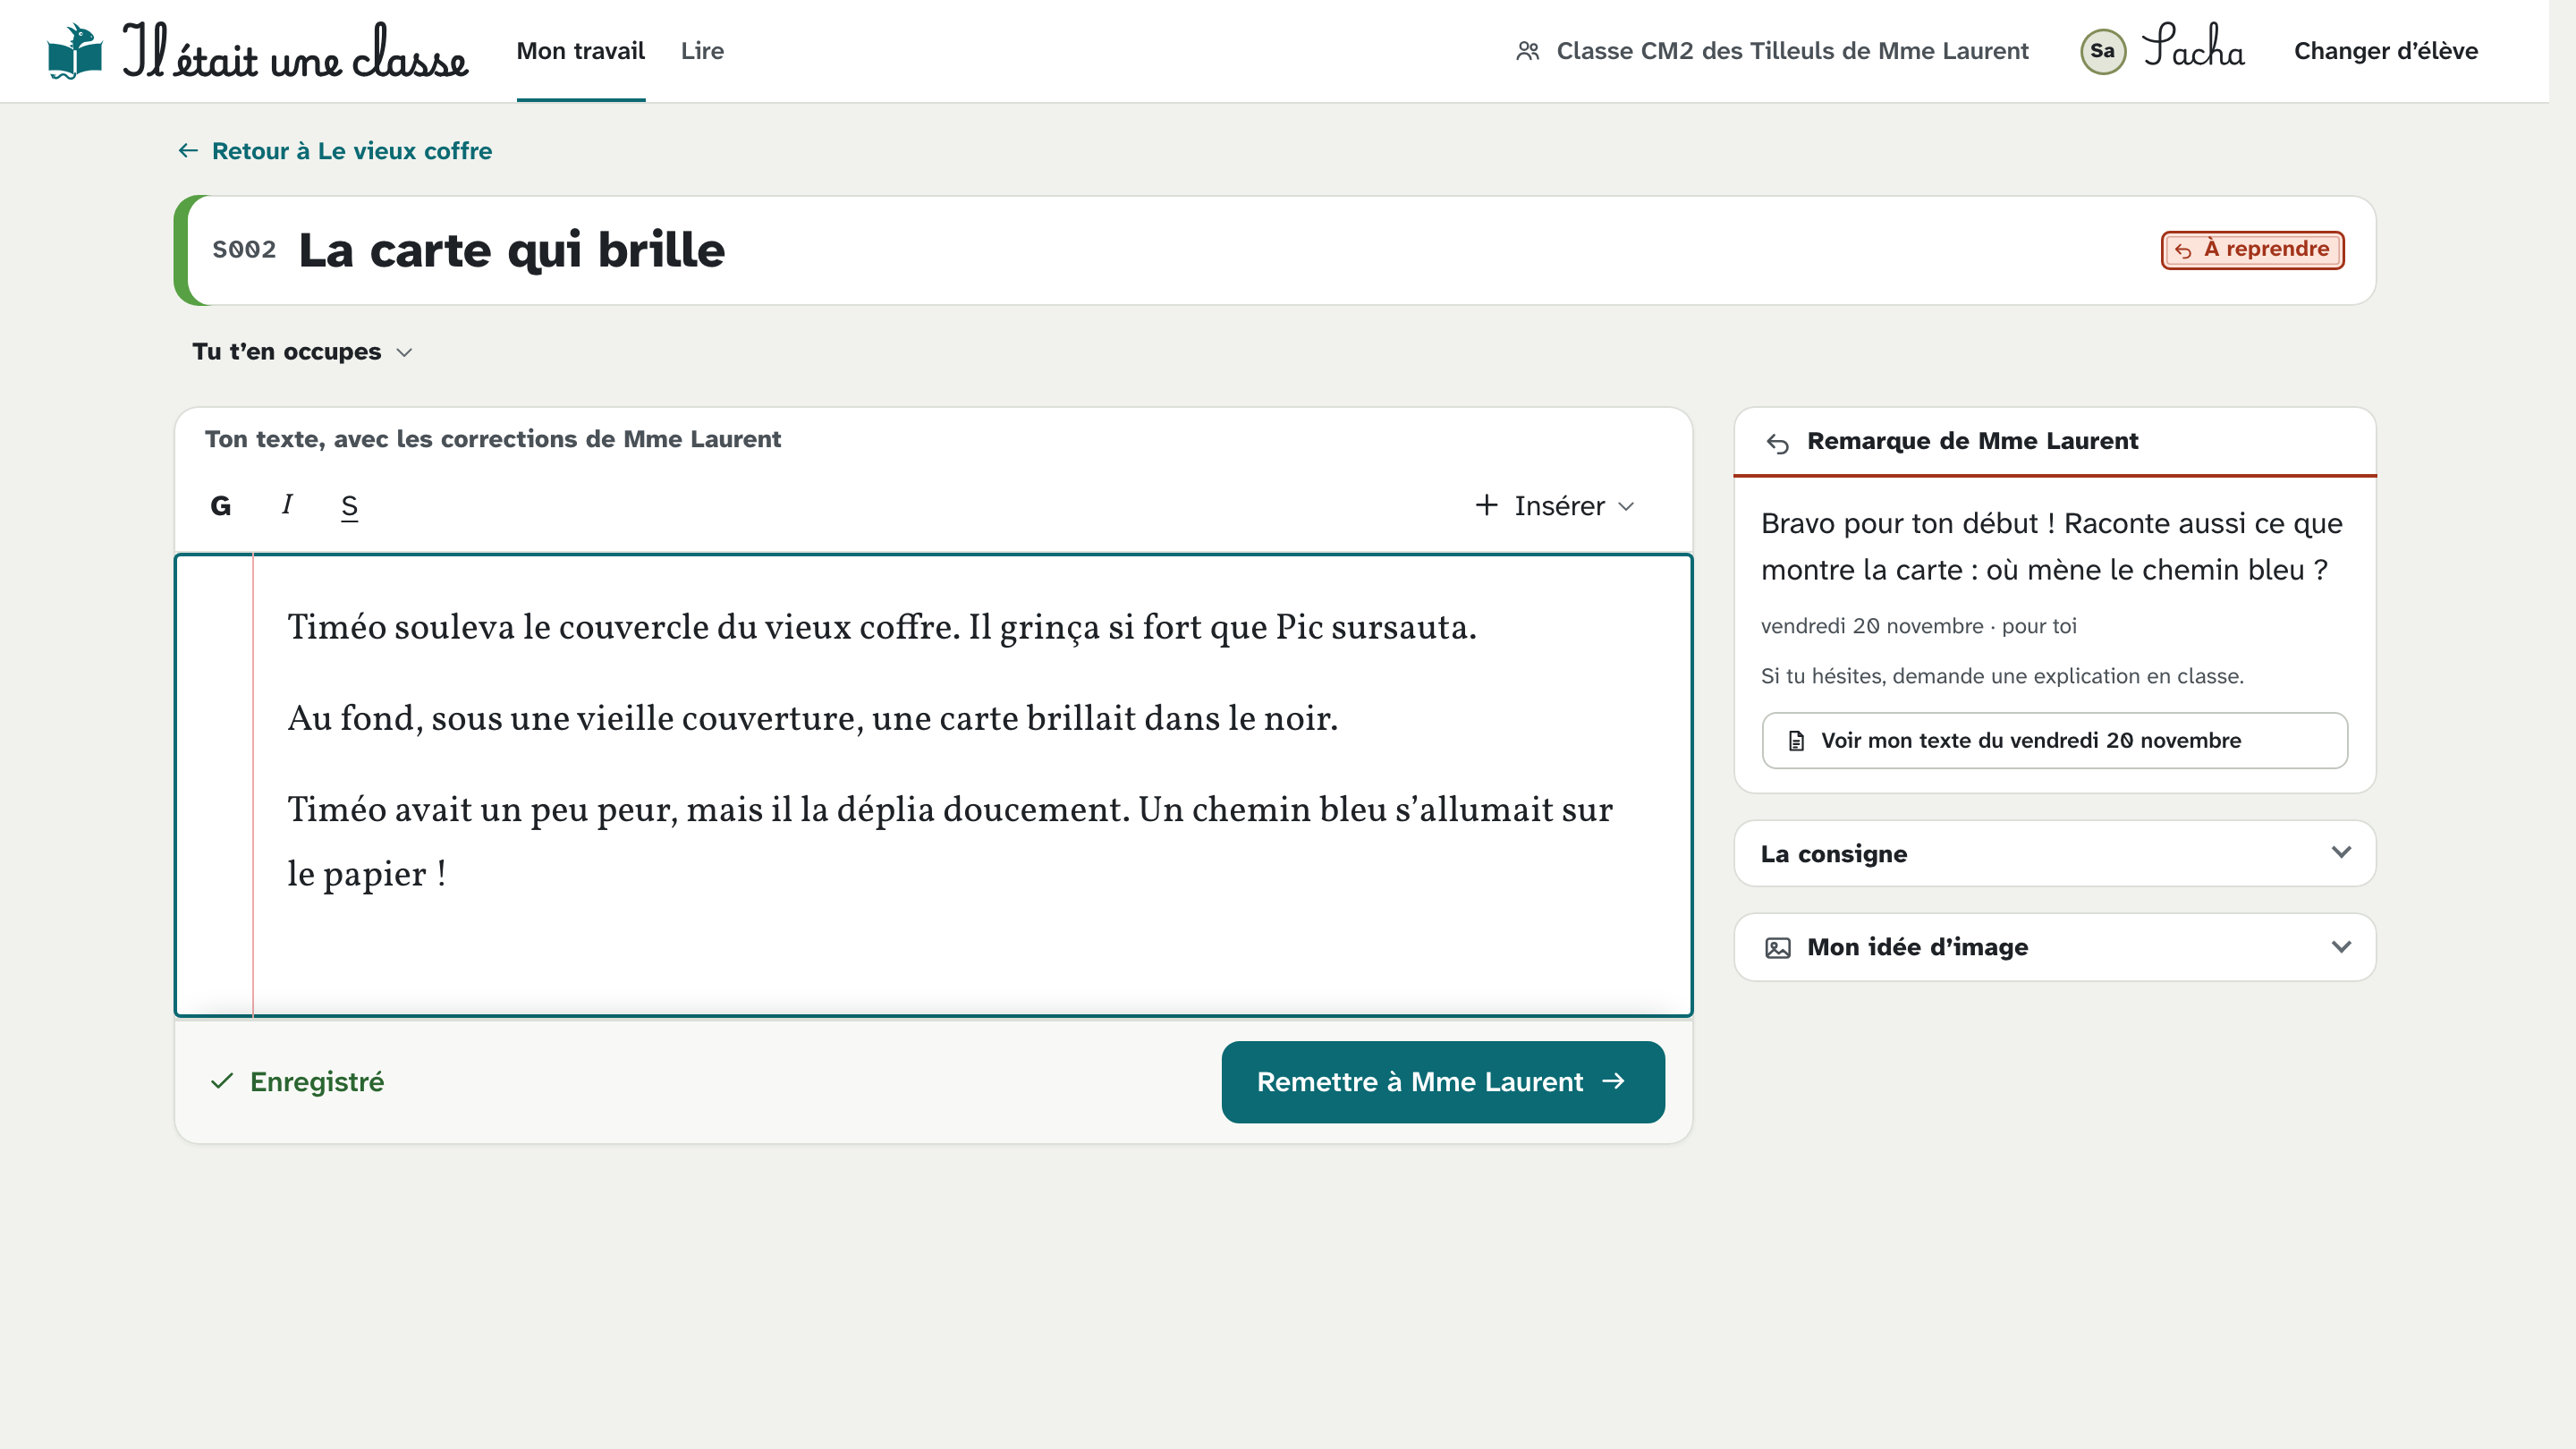 Il était une classe
Mon travail
Lire
Classe CM2 des Tilleuls de Mme Laurent
Sa
Sacha
Changer d’élève
← Retour à Le vieux coffre
S002 La carte qui brille
À reprendre
Tu t’en occupes
Ton texte, avec les corrections de Mme Laurent
G I S
+ Insérer
Timéo souleva le couvercle du vieux coffre. Il grinça si fort que Pic sursauta.
Au fond, sous une vieille couverture, une carte brillait dans le noir.
Timéo avait un peu peur, mais il la déplia doucement. Un chemin bleu s’allumait sur
le papier !
Enregistré
Remettre à Mme Laurent →
Remarque de Mme Laurent
Bravo pour ton début ! Raconte aussi ce que
montre la carte : où mène le chemin bleu ?
vendredi 20 novembre · pour toi
Si tu hésites, demande une explication en classe.
Voir mon texte du vendredi 20 novembre
La consigne
Mon idée d’image